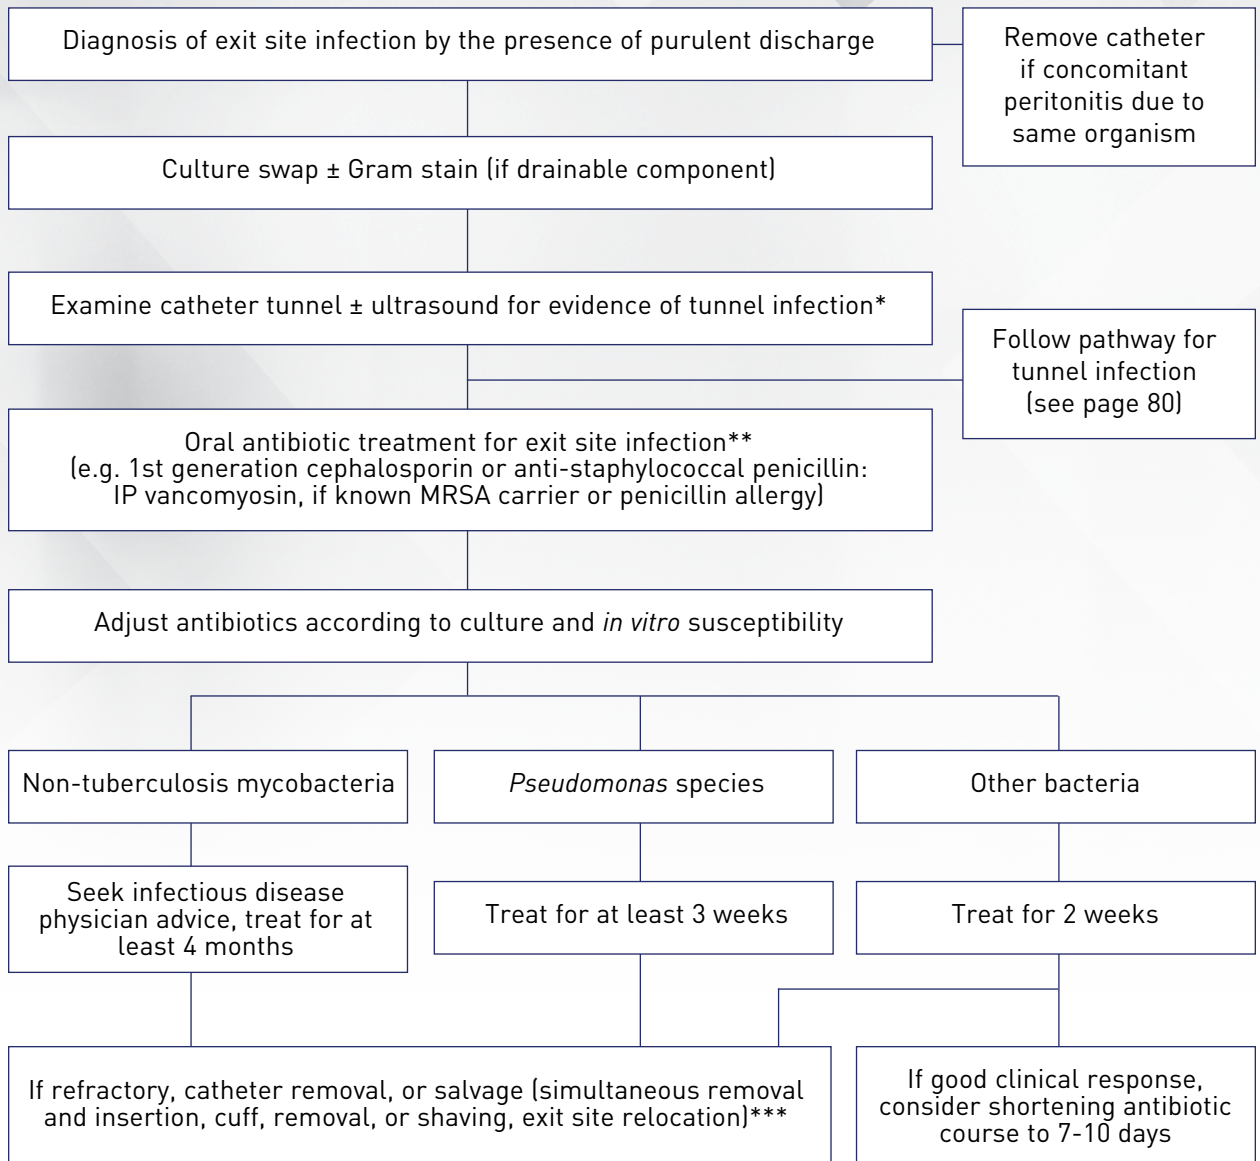 Diagnosis of exit site infection by the presence of purulent discharge
Remove catheter
if concomitant
peritonitis due to
same organism
Culture swap ± Gram stain (if drainable component)
Examine catheter tunnel ± ultrasound for evidence of tunnel infection*
Follow pathway for
tunnel infection
(see page 80)
Oral antibiotic treatment for exit site infection**
(e.g. 1st generation cephalosporin or anti-staphylococcal penicillin:
IP vancomyosin, if known MRSA carrier or penicillin allergy)
Adjust antibiotics according to culture and in vitro susceptibility
Non-tuberculosis mycobacteria
Pseudomonas species
Other bacteria
Seek infectious disease
physician advice, treat for at
least 4 months
Treat for at least 3 weeks
Treat for 2 weeks
If refractory, catheter removal, or salvage (simultaneous removal
and insertion, cuff, removal, or shaving, exit site relocation)***
If good clinical response,
consider shortening antibiotic
course to 7-10 days